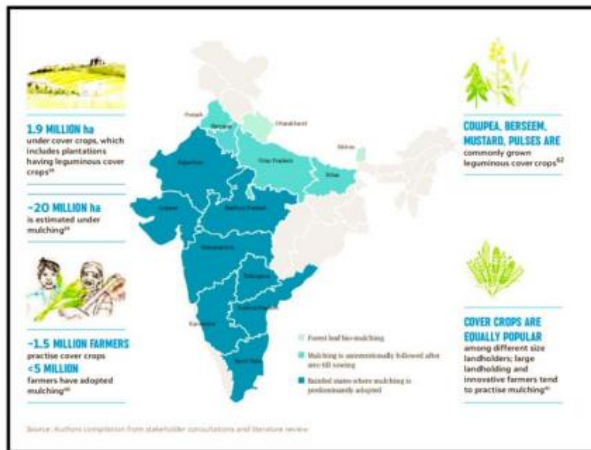 1.9 MILLION ha
under cover crops, which
includes plantations
having leguminous cover
crops
~20 MILLION ha
is estimated under
mulching
~1.5 MILLION FARMERS
practise cover crops
<5 MILLION
farmers have adopted
mulching
Punjab
Haryana
Uttarakhand
Rajasthan
Uttar Pradesh
Sikkim
Bihar
Gujarat
Madhya Pradesh
Maharashtra
Telangana
Andhra Pradesh
Karnataka
Tamil Nadu
Forest leaf bio-mulching
Mulching is unintentionally followed after
zero till sowing
Rainfed states where mulching is
predominantly adopted
COWPEA, BERSEEM,
MUSTARD, PULSES ARE
commonly grown
leguminous cover crops⁶²
COVER CROPS ARE
EQUALLY POPULAR
among different size
landholders; large
landholding and
innovative farmers tend
to practise mulching⁶¹
Source: Authors compilation from stakeholder consultations and literature review